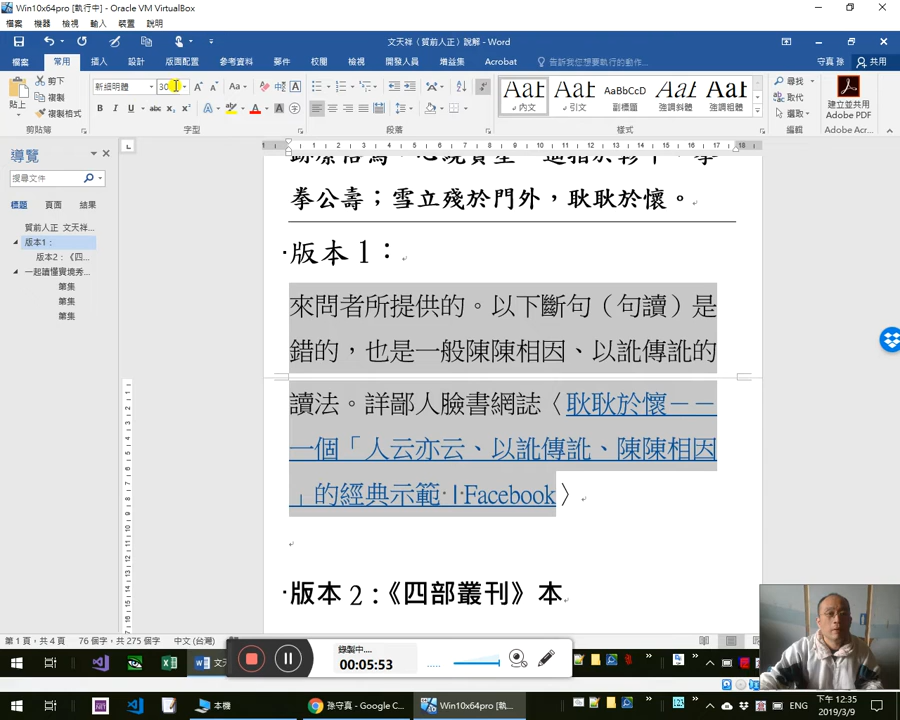 Win10x64pro [執行中] - Oracle VM VirtualBox
檔案 機器 檢視 輸入 裝置 說明
文天祥（賀前人正）說解 - Word
檔案 常用 插入 設計 版面配置 參考資料 郵件 校閱 檢視 開發人員 增益集 Acrobat 告訴我您想要執行的動作... 守真 孫 共用
貼上 剪下 複製 複製格式 剪貼簿
新細明體 30 字型
段落
AaBbC 內文 AaBbC 引文 AaBbCcD 副標題 AaBbC 強調斜體 AaBbC 強調粗體 樣式
尋找 取代 選取 編輯
建立並共用 Adobe PDF Adobe Acr...
導覽
搜尋文件
標題 頁面 結果
賀前人正 文天祥...
版本1：
版本2：《四...
一起讀懂實境秀...
第集
第集
第集
拳公壽；雪立殘於門外，耿耿於懷。
版本 1：
來問者所提供的。以下斷句（句讀）是
錯的，也是一般陳陳相因、以訛傳訛的
讀法。詳鄙人臉書網誌〈耿耿於懷－－
一個「人云亦云、以訛傳訛、陳陳相因
」的經典示範 | Facebook〉
版本 2：《四部叢刊》本
第 1 頁，共 4 頁 76 個字，共 275 個字 中文 (台灣)
錄製中....
00:05:53
本機 孫守真 - Google C... Win10x64pro [執...
ENG
下午 12:35
2019/3/9